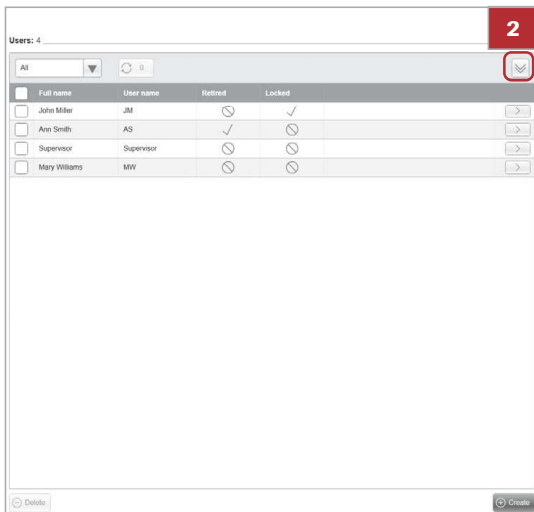 2
Users: 4
All 0
Full name User name Retired Locked
John Miller JM
Ann Smith AS
Supervisor Supervisor
Mary Williams MW
Delete Create